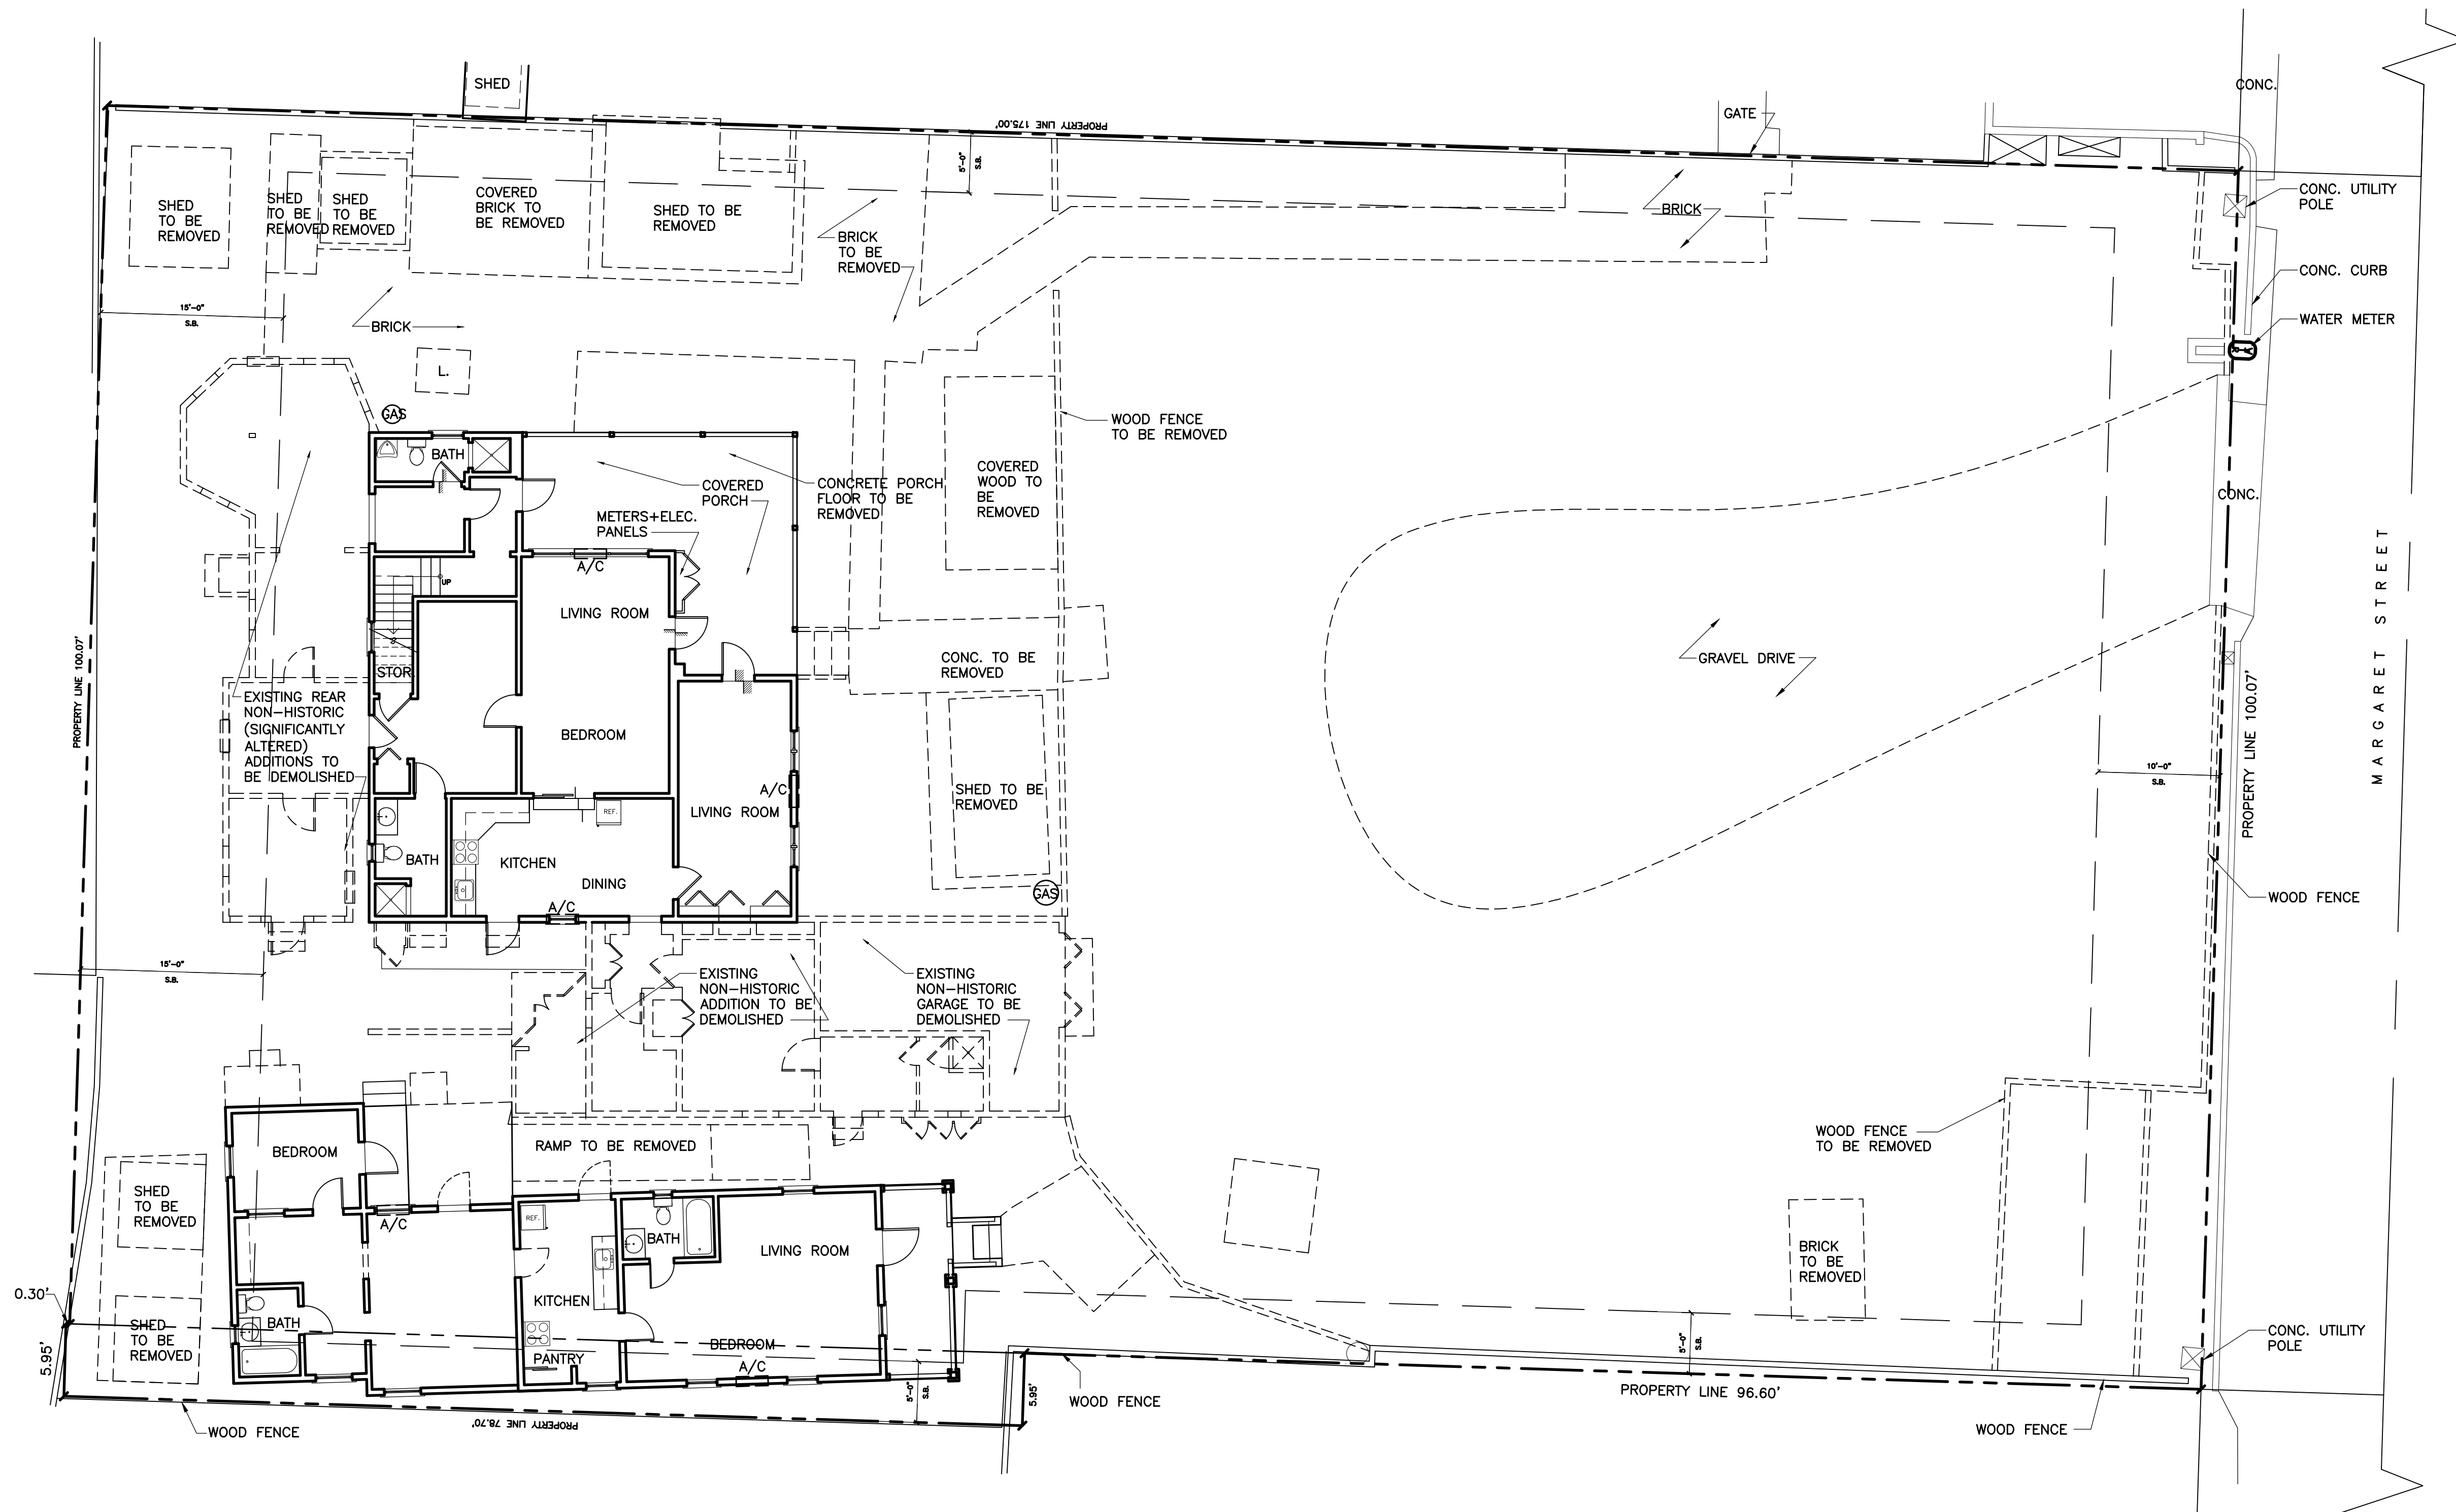 SHED
CONC.
GATE
PROPERTY LINE 175.00'
5'-0"
S.B.
CONC. UTILITY
POLE
SHED
TO BE
REMOVED
SHED
TO BE
REMOVED
SHED
TO BE
REMOVED
COVERED
BRICK TO
BE REMOVED
SHED TO BE
REMOVED
BRICK
TO BE
REMOVED
BRICK
CONC. CURB
WATER METER
15'-0"
S.B.
BRICK
L.
GAS
WOOD FENCE
TO BE REMOVED
BATH
COVERED
PORCH
CONCRETE PORCH
FLOOR TO BE
REMOVED
COVERED
WOOD TO
BE
REMOVED
CONC.
METERS+ELEC.
PANELS
A/C
UP
LIVING ROOM
MARGARET STREET
PROPERTY LINE 100.07'
STOR.
CONC. TO BE
REMOVED
GRAVEL DRIVE
PROPERTY LINE 100.07'
EXISTING REAR
NON-HISTORIC
(SIGNIFICANTLY
ALTERED)
ADDITIONS TO
BE DEMOLISHED
BEDROOM
10'-0"
S.B.
A/C
LIVING ROOM
REF.
SHED TO BE
REMOVED
BATH
KITCHEN
DINING
A/C
GAS
WOOD FENCE
15'-0"
S.B.
EXISTING
NON-HISTORIC
ADDITION TO BE
DEMOLISHED
EXISTING
NON-HISTORIC
GARAGE TO BE
DEMOLISHED
BEDROOM
RAMP TO BE REMOVED
WOOD FENCE
TO BE REMOVED
SHED
TO BE
REMOVED
A/C
REF.
BATH
LIVING ROOM
BRICK
TO BE
REMOVED
0.30'
KITCHEN
SHED
TO BE
REMOVED
BATH
BEDROOM
5'-0"
S.B.
CONC. UTILITY
POLE
5.95'
PANTRY
A/C
5'-0"
S.B.
5.95'
WOOD FENCE
PROPERTY LINE 96.60'
PROPERTY LINE 78.70'
WOOD FENCE
WOOD FENCE